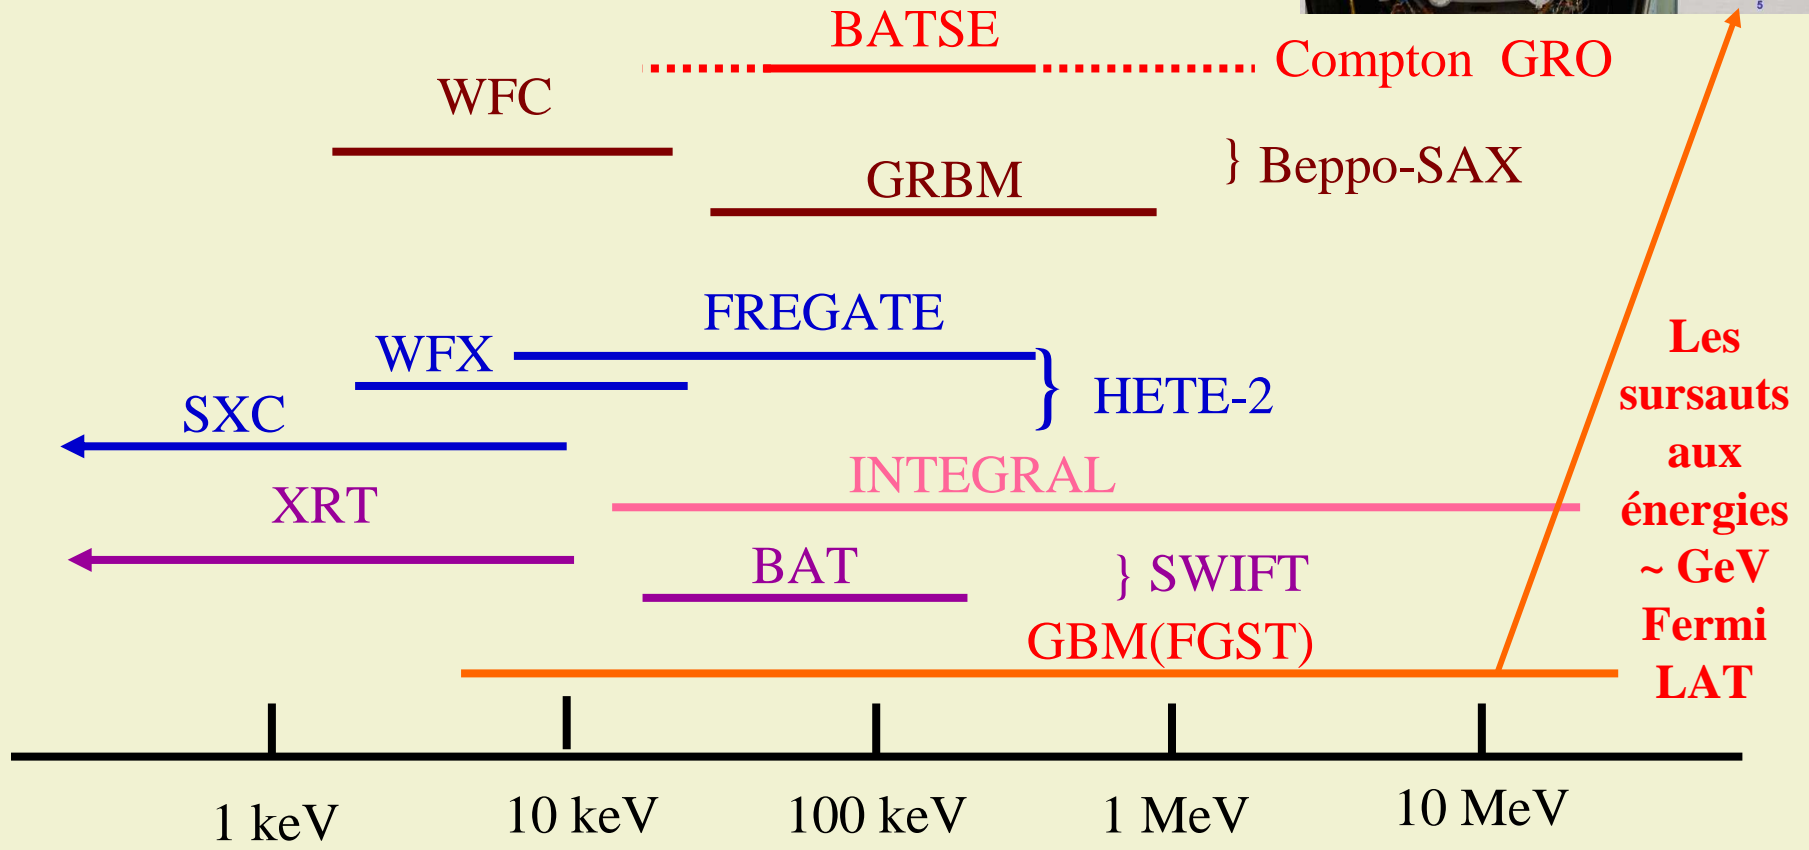 5
BATSE
Compton GRO
WFC
} Beppo-SAX
GRBM
FREGATE
WFX
} HETE-2
SXC
INTEGRAL
XRT
BAT
} SWIFT
GBM(FGST)
Les
sursauts
aux
énergies
~ GeV
Fermi
LAT
1 keV
10 keV
100 keV
1 MeV
10 MeV